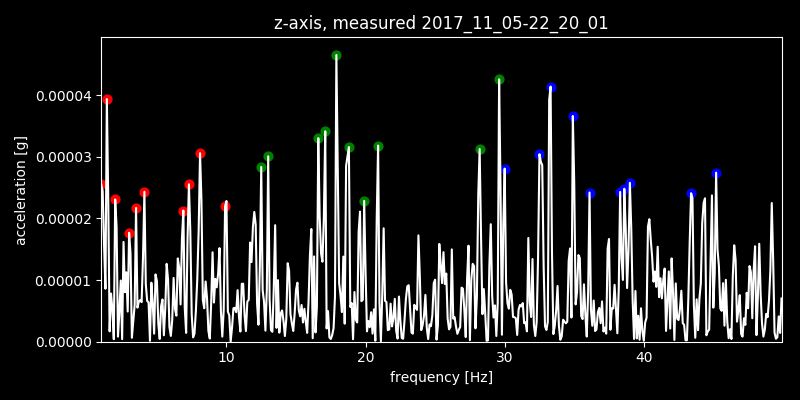 z-axis, measured 2017_11_05-22_20_01
0.00004
0.00003
0.00002
0.00001
0.00000
acceleration [g]
10 20 30 40
frequency [Hz]